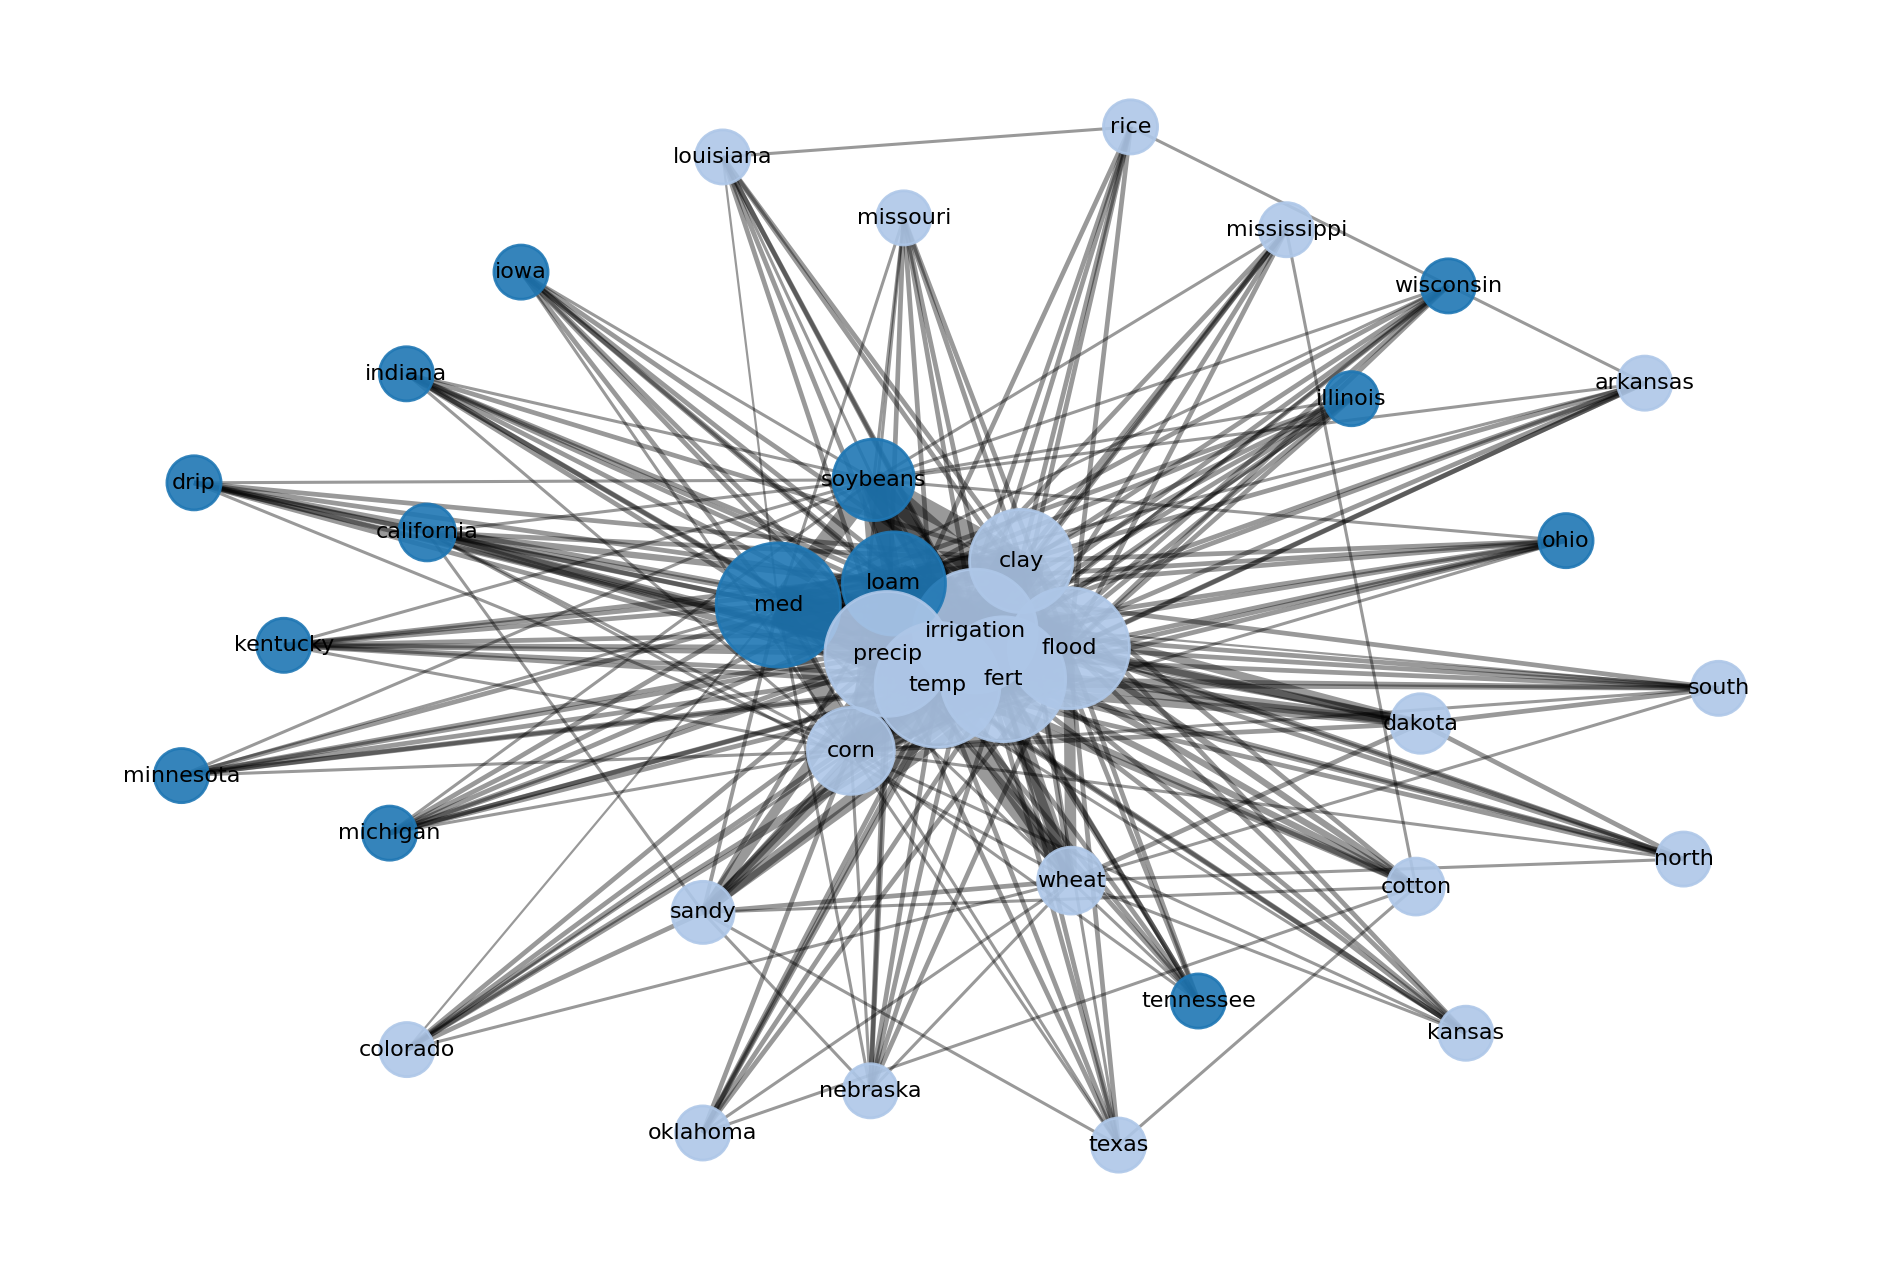 rice
louisiana
missouri
mississippi
iowa
wisconsin
indiana
arkansas
illinois
soybeans
drip
california
ohio
clay
loam
med
irrigation
kentucky
flood
precip
fert
temp
south
dakota
corn
minnesota
michigan
north
wheat
cotton
sandy
tennessee
kansas
colorado
nebraska
oklahoma
texas